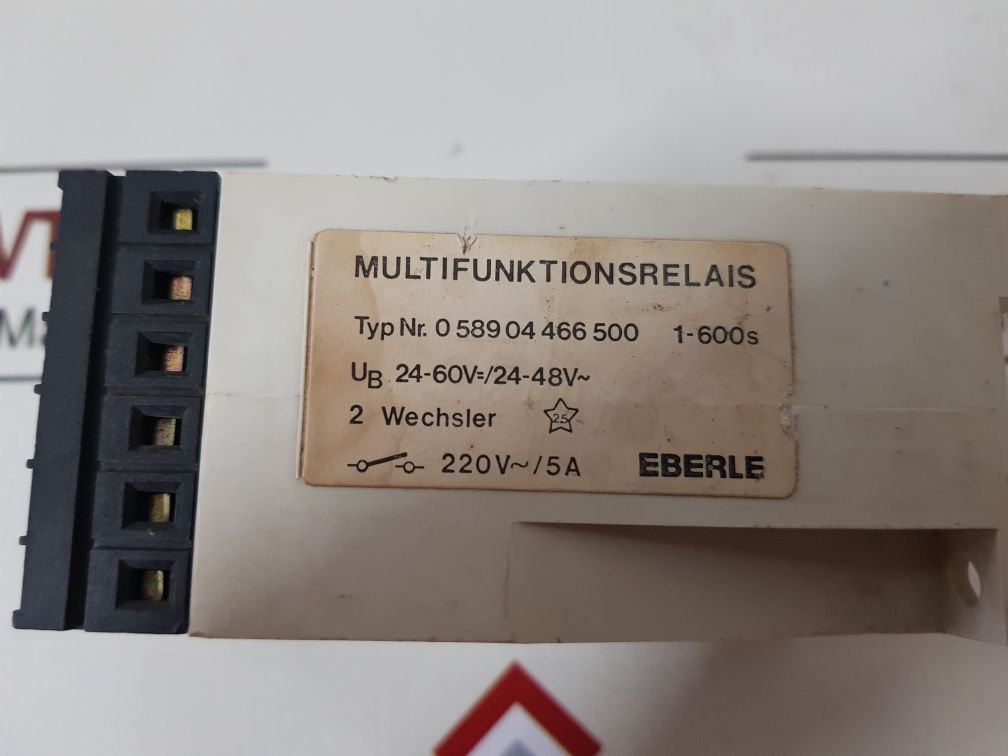 MULTIFUNKTIONSRELAIS
Typ Nr. 0 589 04 466 500 1-600s
UB 24-60V=/24-48V~
2 Wechsler 25
220V~/5A EBERLE